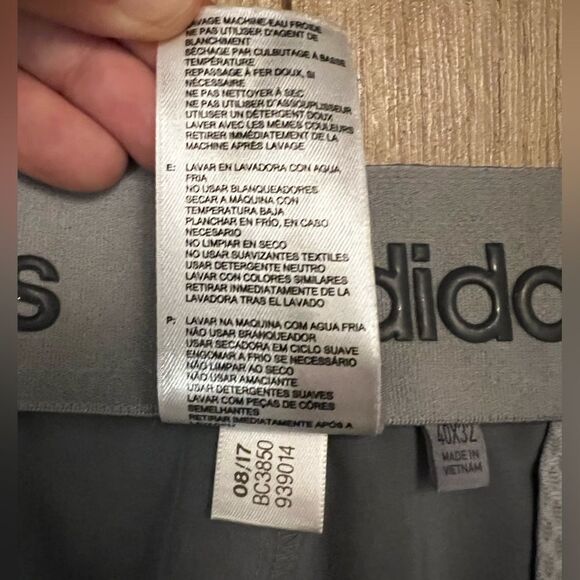 LAVAGE MACHINE-EAU FROIDE
NE PAS UTILISER D'AGENT DE
BLANCHIMENT
SÉCHAGE PAR CULBUTAGE À BASSE
TEMPÉRATURE
REPASSAGE À FER DOUX, SI
NÉCESSAIRE
NE PAS NETTOYER À SEC
NE PAS UTILISER D'ASSOUPLISSEUR
UTILISER UN DÉTERGENT DOUX
LAVER AVEC LES MÊMES COULEURS
RETIRER IMMÉDIATEMENT DE LA
MACHINE APRÈS LAVAGE
E: LAVAR EN LAVADORA CON AGUA
FRIA
NO USAR BLANQUEADORES
SECAR A MÁQUINA CON
TEMPERATURA BAJA
PLANCHAR EN FRÍO, EN CASO
NECESARIO
NO LIMPIAR EN SECO
NO USAR SUAVIZANTES TEXTILES
USAR DETERGENTE NEUTRO
LAVAR CON COLORES SIMILARES
RETIRAR INMEDIATAMENTE DE LA
LAVADORA TRAS EL LAVADO
P: LAVAR NA MAQUINA COM AGUA FRIA
NÃO USAR BRANQUEADOR
USAR SECADORA EM CICLO SUAVE
ENGOMAR A FRIO SE NECESSÁRIO
NÃO LIMPAR AO SECO
NÃO USAR AMACIANTE
USAR DETERGENTES SUAVES
LAVAR COM PEÇAS DE CÔRES
SEMELHANTES
RETIRAR IMEDIATAMENTE APÓS A
s
dido
08/17
BC3850
939014
40X32
MADE IN
VIETNAM